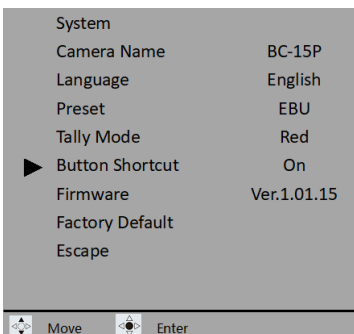 System
Camera Name BC-15P
Language English
Preset EBU
Tally Mode Red
Button Shortcut On
Firmware Ver.1.01.15
Factory Default
Escape
Move Enter